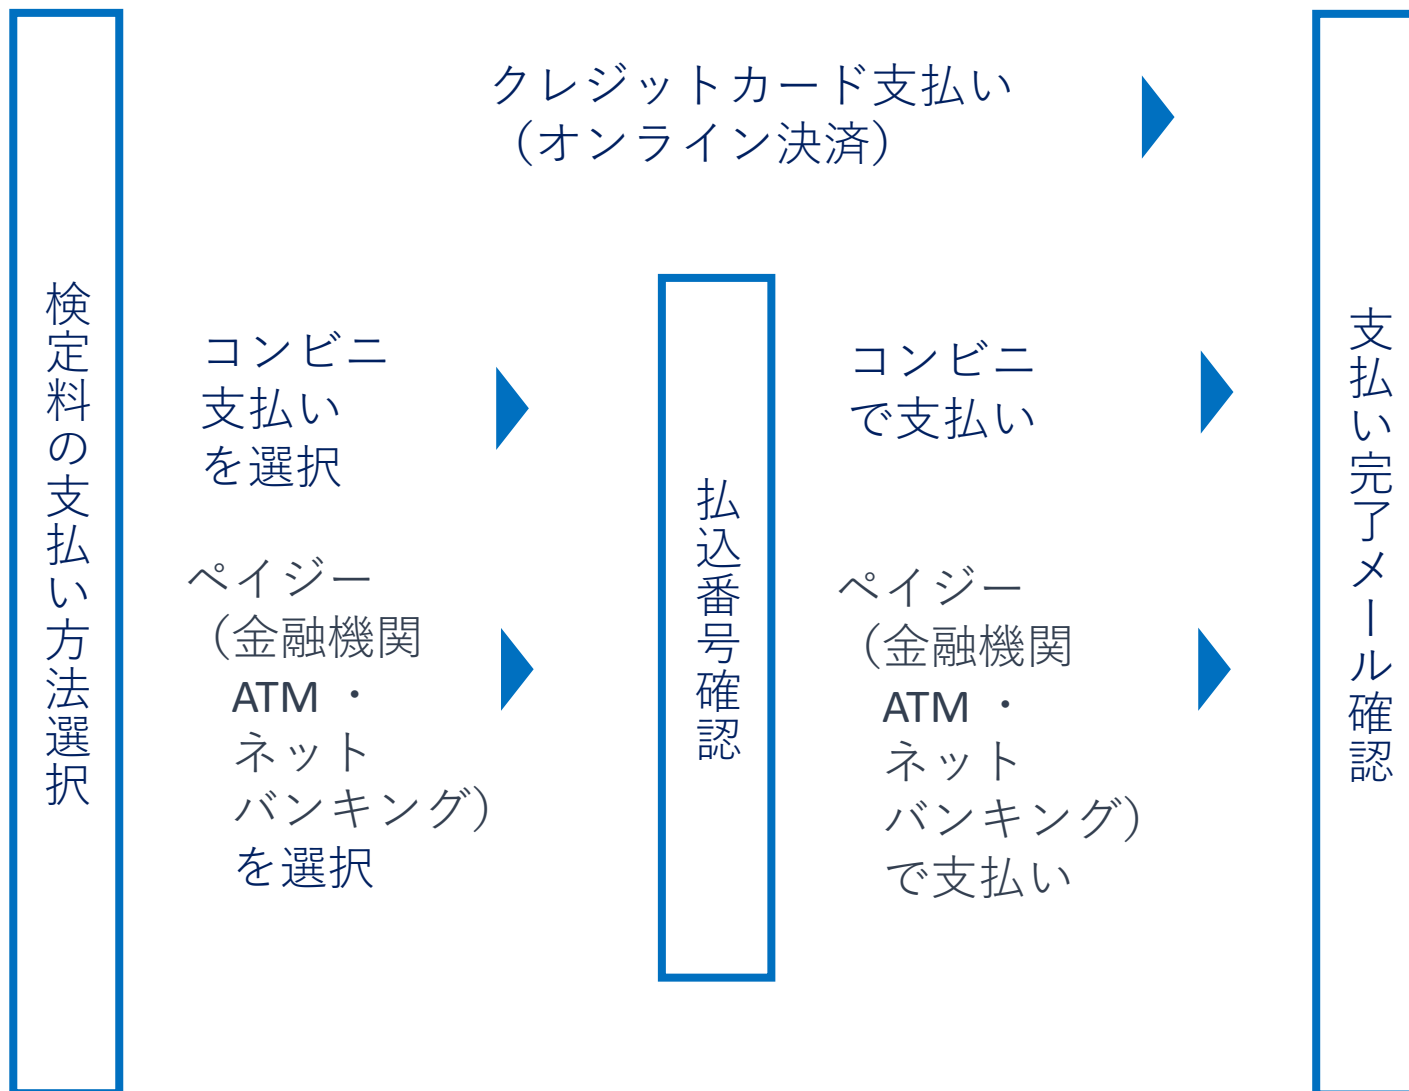 検定料の支払い方法選択
クレジットカード支払い
（オンライン決済）
コンビニ
支払い
を選択
ペイジー
（金融機関
ATM ・
ネット
バンキング）
を選択
払込番号確認
コンビニ
で支払い
ペイジー
（金融機関
ATM ・
ネット
バンキング）
で支払い
支払い完了メール確認